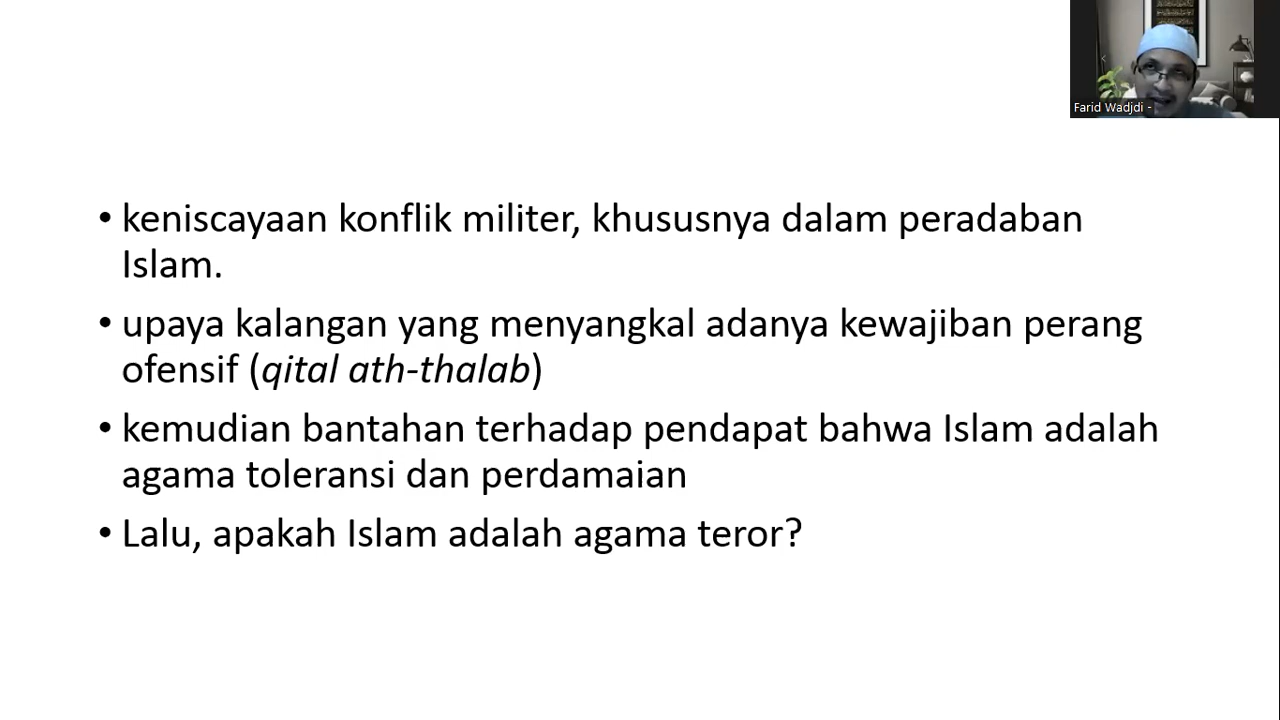 Farid Wadjdi -
• keniscayaan konflik militer, khususnya dalam peradaban
Islam.
• upaya kalangan yang menyangkal adanya kewajiban perang
ofensif (qital ath-thalab)
• kemudian bantahan terhadap pendapat bahwa Islam adalah
agama toleransi dan perdamaian
• Lalu, apakah Islam adalah agama teror?